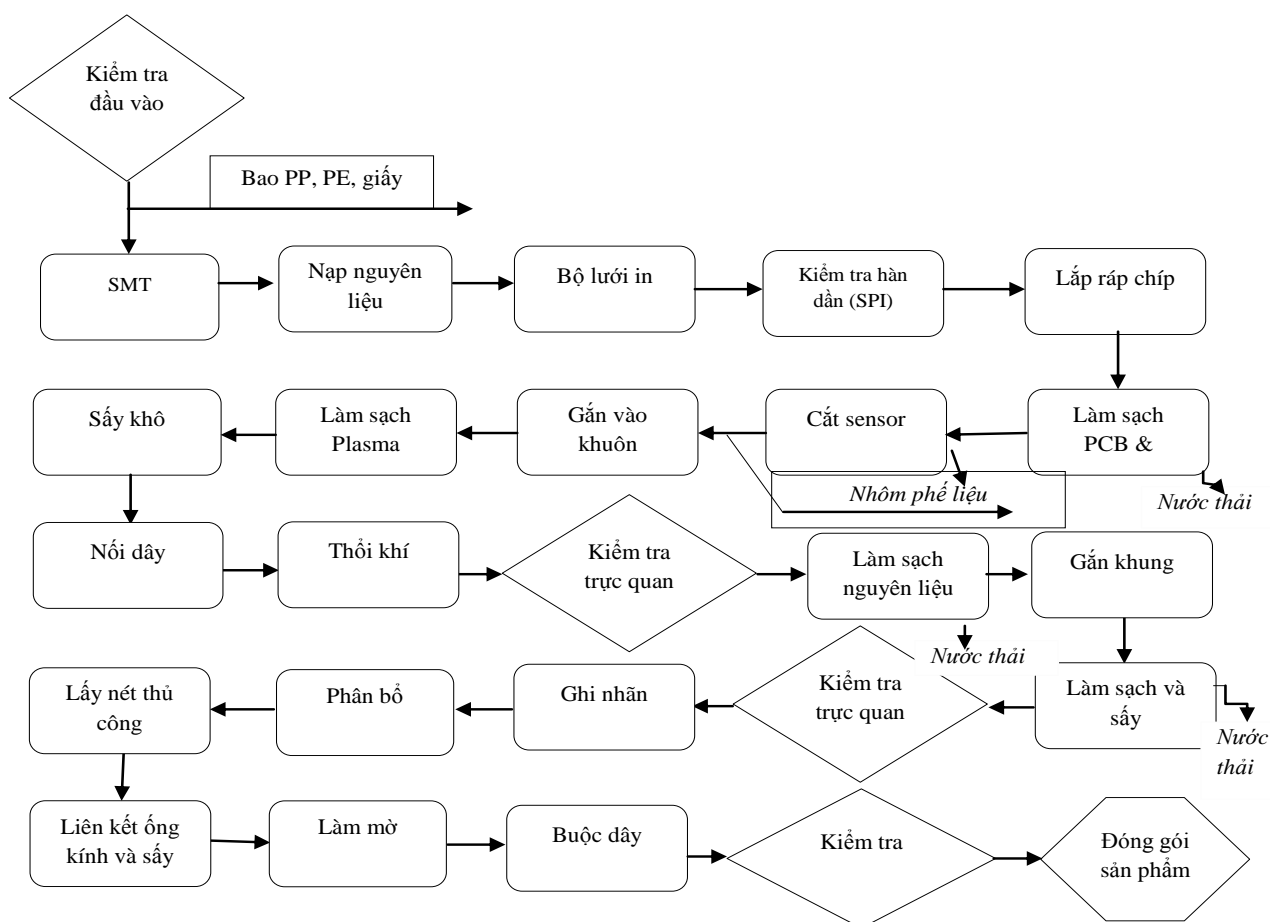 Kiểm tra
đầu vào
Bao PP, PE, giấy
SMT
Nạp nguyên
liệu
Bộ lưới in
Kiểm tra hàn
dẫn (SPI)
Lắp ráp chíp
Sấy khô
Làm sạch
Plasma
Gắn vào
khuôn
Cắt sensor
Làm sạch
PCB &
Nhôm phế liệu
Nước thải
Nối dây
Thổi khí
Kiểm tra
trực quan
Làm sạch
nguyên liệu
Gắn khung
Nước thải
Lấy nét thủ
công
Phân bổ
Ghi nhãn
Kiểm tra
trực quan
Làm sạch và
sấy
Nước
thải
Liên kết ống
kính và sấy
Làm mờ
Buộc dây
Kiểm tra
Đóng gói
sản phẩm